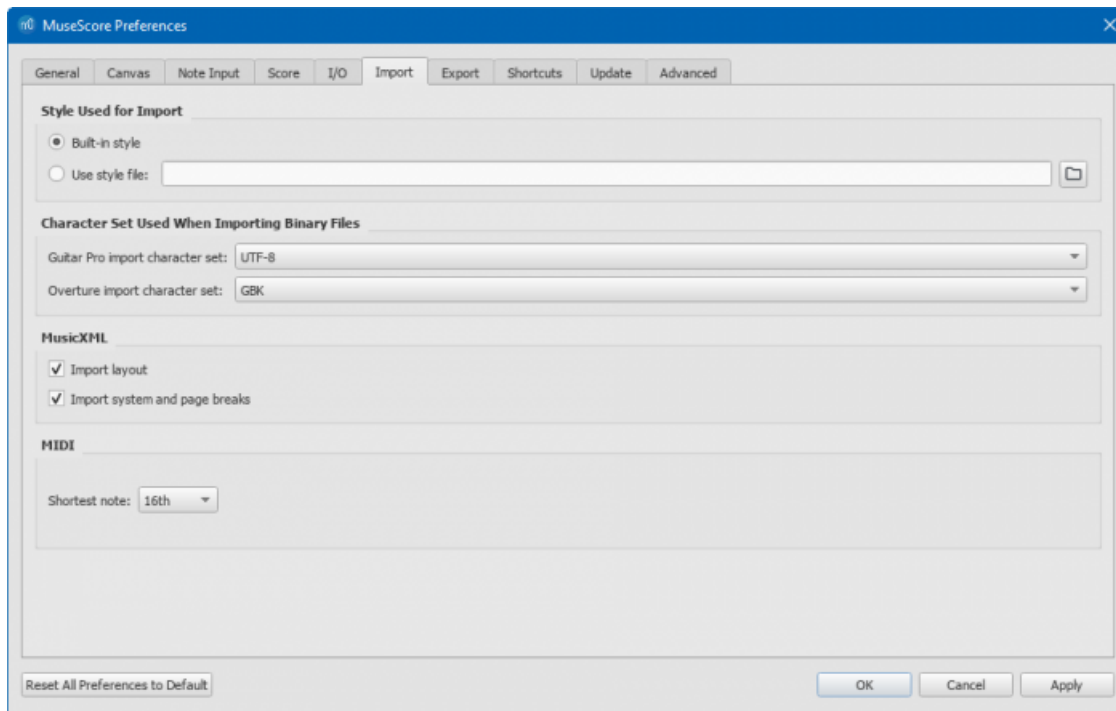 MuseScore Preferences
General Canvas Note Input Score I/O Import Export Shortcuts Update Advanced
Style Used for Import
Built-in style
Use style file:
Character Set Used When Importing Binary Files
Guitar Pro import character set: UTF-8
Overture import character set: GBK
MusicXML
Import layout
Import system and page breaks
MIDI
Shortest note: 16th
Reset All Preferences to Default OK Cancel Apply